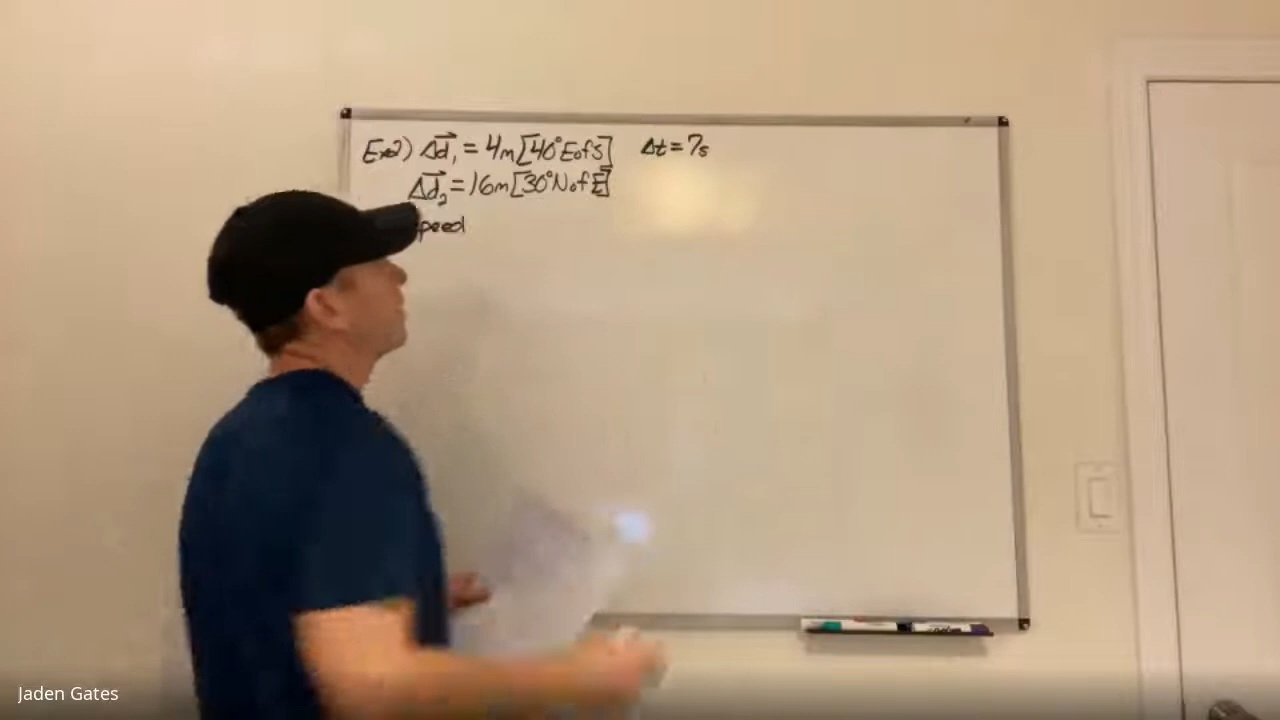 Ex2) Δd₁ = 4m [40° E of S] Δt = 7s
Δd₂ = 16m [30° N of E]
peed
Jaden Gates